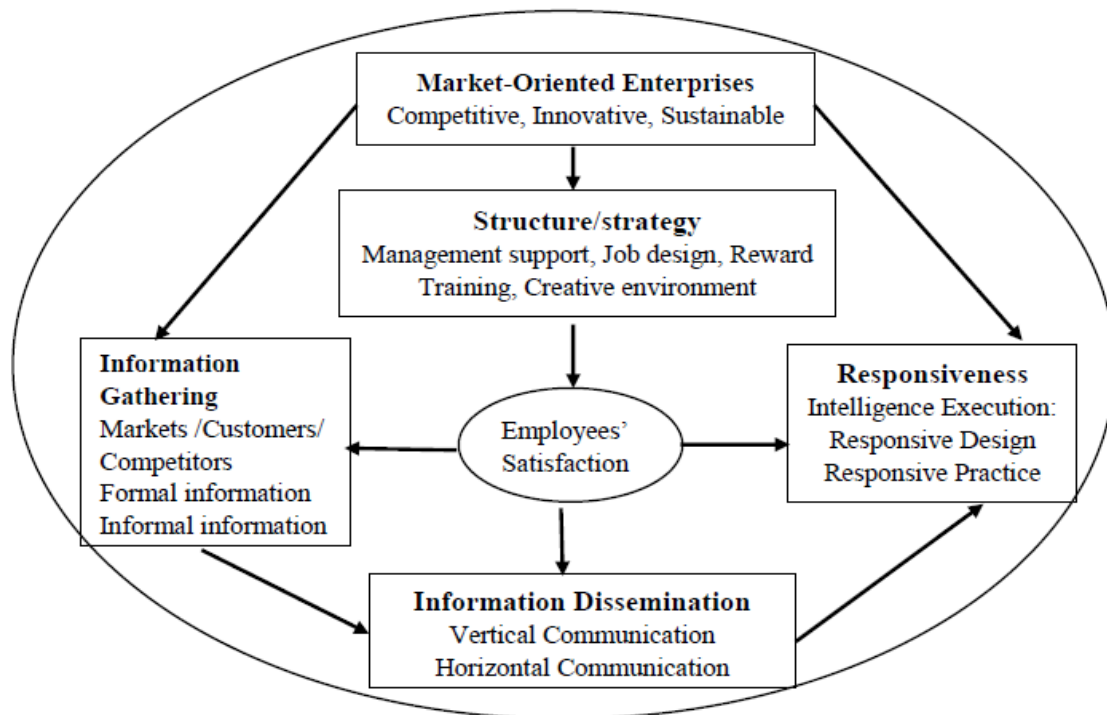 Market-Oriented Enterprises
Competitive, Innovative, Sustainable
Structure/strategy
Management support, Job design, Reward
Training, Creative environment
Information
Gathering
Markets /Customers/
Competitors
Formal information
Informal information
Employees’
Satisfaction
Responsiveness
Intelligence Execution:
Responsive Design
Responsive Practice
Information Dissemination
Vertical Communication
Horizontal Communication